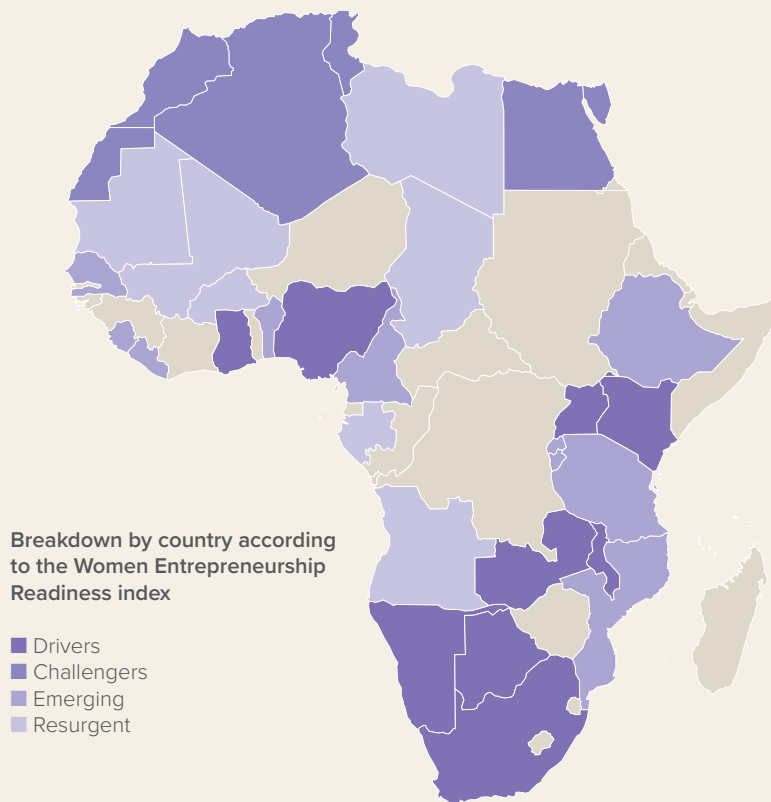 Breakdown by country according
to the Women Entrepreneurship
Readiness index
Drivers
Challengers
Emerging
Resurgent